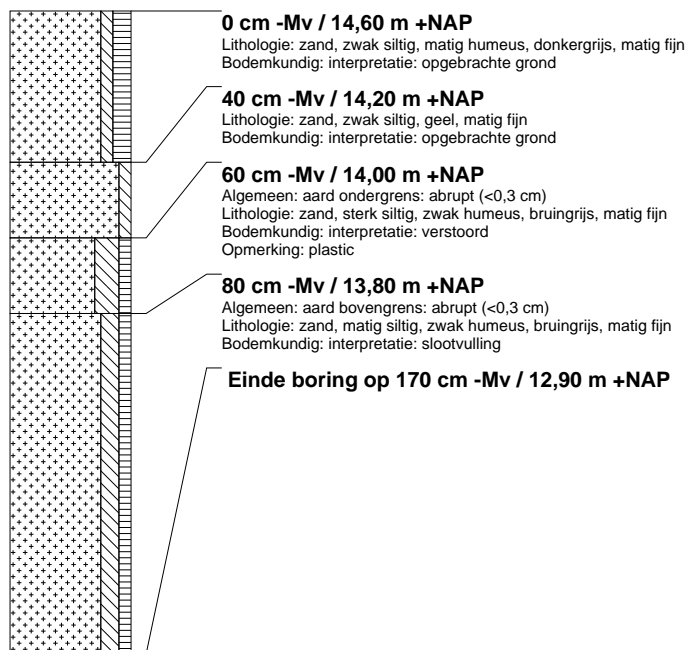 0 cm -Mv / 14,60 m +NAP
Lithologie: zand, zwak siltig, matig humeus, donkergrijs, matig fijn
Bodemkundig: interpretatie: opgebrachte grond
40 cm -Mv / 14,20 m +NAP
Lithologie: zand, zwak siltig, geel, matig fijn
Bodemkundig: interpretatie: opgebrachte grond
60 cm -Mv / 14,00 m +NAP
Algemeen: aard ondergrens: abrupt (<0,3 cm)
Lithologie: zand, sterk siltig, zwak humeus, bruingrijs, matig fijn
Bodemkundig: interpretatie: verstoord
Opmerking: plastic
80 cm -Mv / 13,80 m +NAP
Algemeen: aard bovengrens: abrupt (<0,3 cm)
Lithologie: zand, matig siltig, zwak humeus, bruingrijs, matig fijn
Bodemkundig: interpretatie: slootvulling
Einde boring op 170 cm -Mv / 12,90 m +NAP